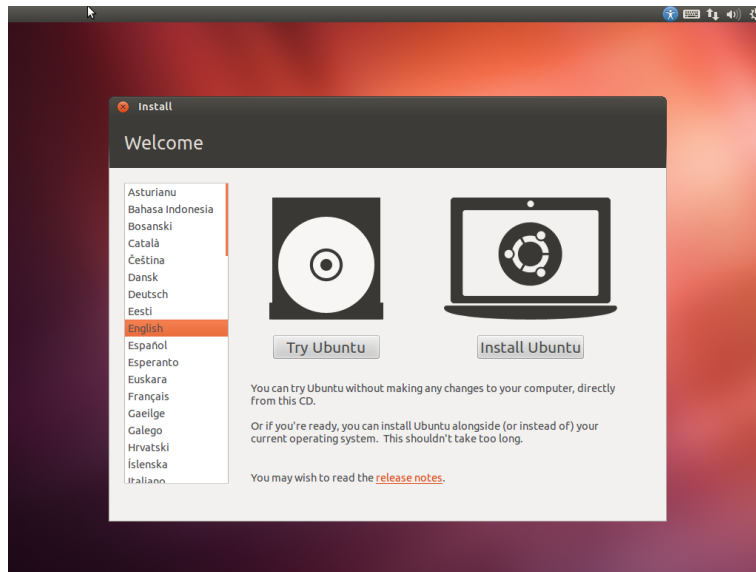 Install
Welcome
Asturianu
Bahasa Indonesia
Bosanski
Català
Čeština
Dansk
Deutsch
Eesti
English
Español
Esperanto
Euskara
Français
Gaeilge
Galego
Hrvatski
Íslenska
Italiano
Try Ubuntu
Install Ubuntu
You can try Ubuntu without making any changes to your computer, directly
from this CD.
Or if you're ready, you can install Ubuntu alongside (or instead of) your
current operating system. This shouldn't take too long.
You may wish to read the release notes.